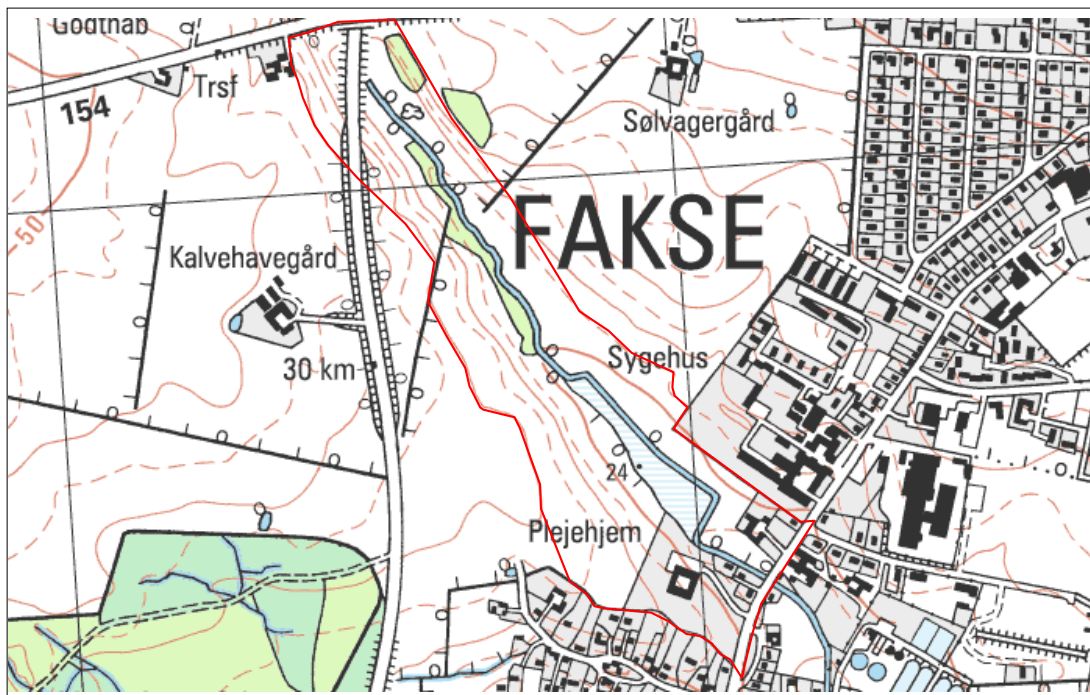 Godthåb
Trsf
154
Sølvagergård
50
FAKSE
Kalvehavegård
30 km
Sygehus
24
Plejehjem